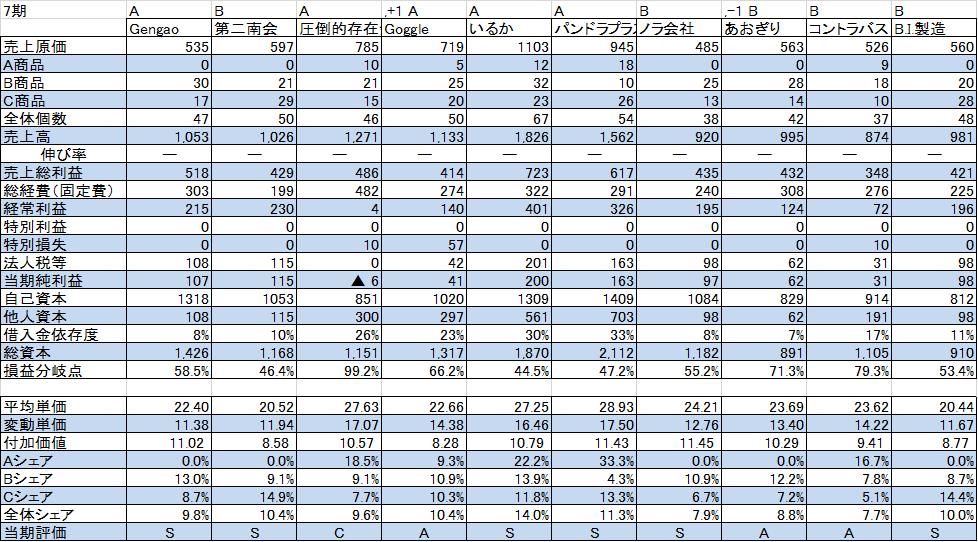 7期 A B A ,+1 A A A B ,−1 B B B
Gengao 第二南会 圧倒的存在 Goggle いるか パンドラプラ ノラ会社 あおぎり コントラバス B.I.製造
売上原価 535 597 785 719 1103 945 485 563 526 560
A商品 0 0 10 5 12 18 0 0 9 0
B商品 30 21 21 25 32 10 25 28 18 20
C商品 17 29 15 20 23 26 13 14 10 28
全体個数 47 50 46 50 67 54 38 42 37 48
売上高 1,053 1,026 1,271 1,133 1,826 1,562 920 995 874 981
伸び率 ― ― ― ― ― ― ― ― ― ―
売上総利益 518 429 486 414 723 617 435 432 348 421
総経費(固定費) 303 199 482 274 322 291 240 308 276 225
経常利益 215 230 4 140 401 326 195 124 72 196
特別利益 0 0 0 0 0 0 0 0 0 0
特別損失 0 0 10 57 0 0 0 0 10 0
法人税等 108 115 0 42 201 163 98 62 31 98
当期純利益 107 115 ▲ 6 41 200 163 97 62 31 98
自己資本 1318 1053 851 1020 1309 1409 1084 829 914 812
他人資本 108 115 300 297 561 703 98 62 191 98
借入金依存度 8% 10% 26% 23% 30% 33% 8% 7% 17% 11%
総資本 1,426 1,168 1,151 1,317 1,870 2,112 1,182 891 1,105 910
損益分岐点 58.5% 46.4% 99.2% 66.2% 44.5% 47.2% 55.2% 71.3% 79.3% 53.4%
平均単価 22.40 20.52 27.63 22.66 27.25 28.93 24.21 23.69 23.62 20.44
変動単価 11.38 11.94 17.07 14.38 16.46 17.50 12.76 13.40 14.22 11.67
付加価値 11.02 8.58 10.57 8.28 10.79 11.43 11.45 10.29 9.41 8.77
Aシェア 0.0% 0.0% 18.5% 9.3% 22.2% 33.3% 0.0% 0.0% 16.7% 0.0%
Bシェア 13.0% 9.1% 9.1% 10.9% 13.9% 4.3% 10.9% 12.2% 7.8% 8.7%
Cシェア 8.7% 14.9% 7.7% 10.3% 11.8% 13.3% 6.7% 7.2% 5.1% 14.4%
全体シェア 9.8% 10.4% 9.6% 10.4% 14.0% 11.3% 7.9% 8.8% 7.7% 10.0%
当期評価 S S C A S S S A A S